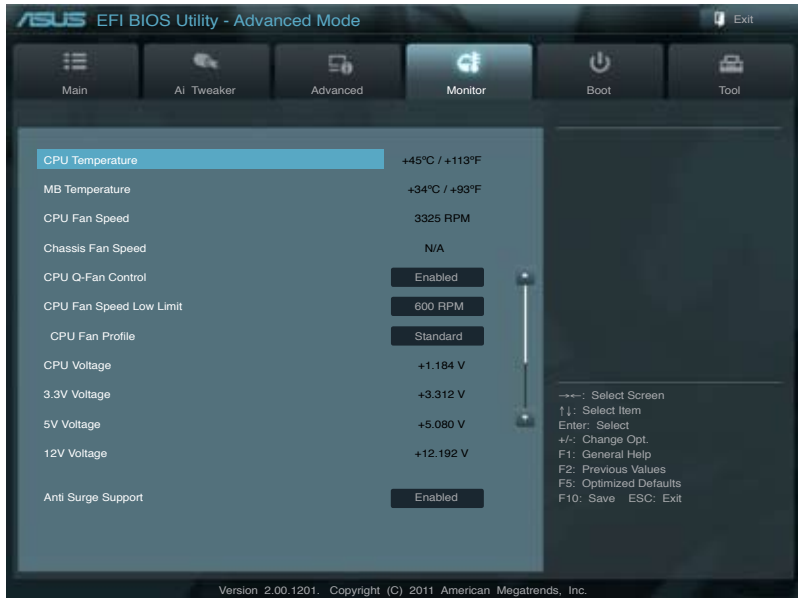 ASUS EFI BIOS Utility - Advanced Mode
Exit
Main
Ai Tweaker
Advanced
Monitor
Boot
Tool
CPU Temperature +45ºC / +113ºF
MB Temperature +34ºC / +93ºF
CPU Fan Speed 3325 RPM
Chassis Fan Speed N/A
CPU Q-Fan Control Enabled
CPU Fan Speed Low Limit 600 RPM
CPU Fan Profile Standard
CPU Voltage +1.184 V
3.3V Voltage +3.312 V
5V Voltage +5.080 V
12V Voltage +12.192 V
Anti Surge Support Enabled
→←: Select Screen
↑↓: Select Item
Enter: Select
+/-: Change Opt.
F1: General Help
F2: Previous Values
F5: Optimized Defaults
F10: Save ESC: Exit
Version 2.00.1201. Copyright (C) 2011 American Megatrends, Inc.